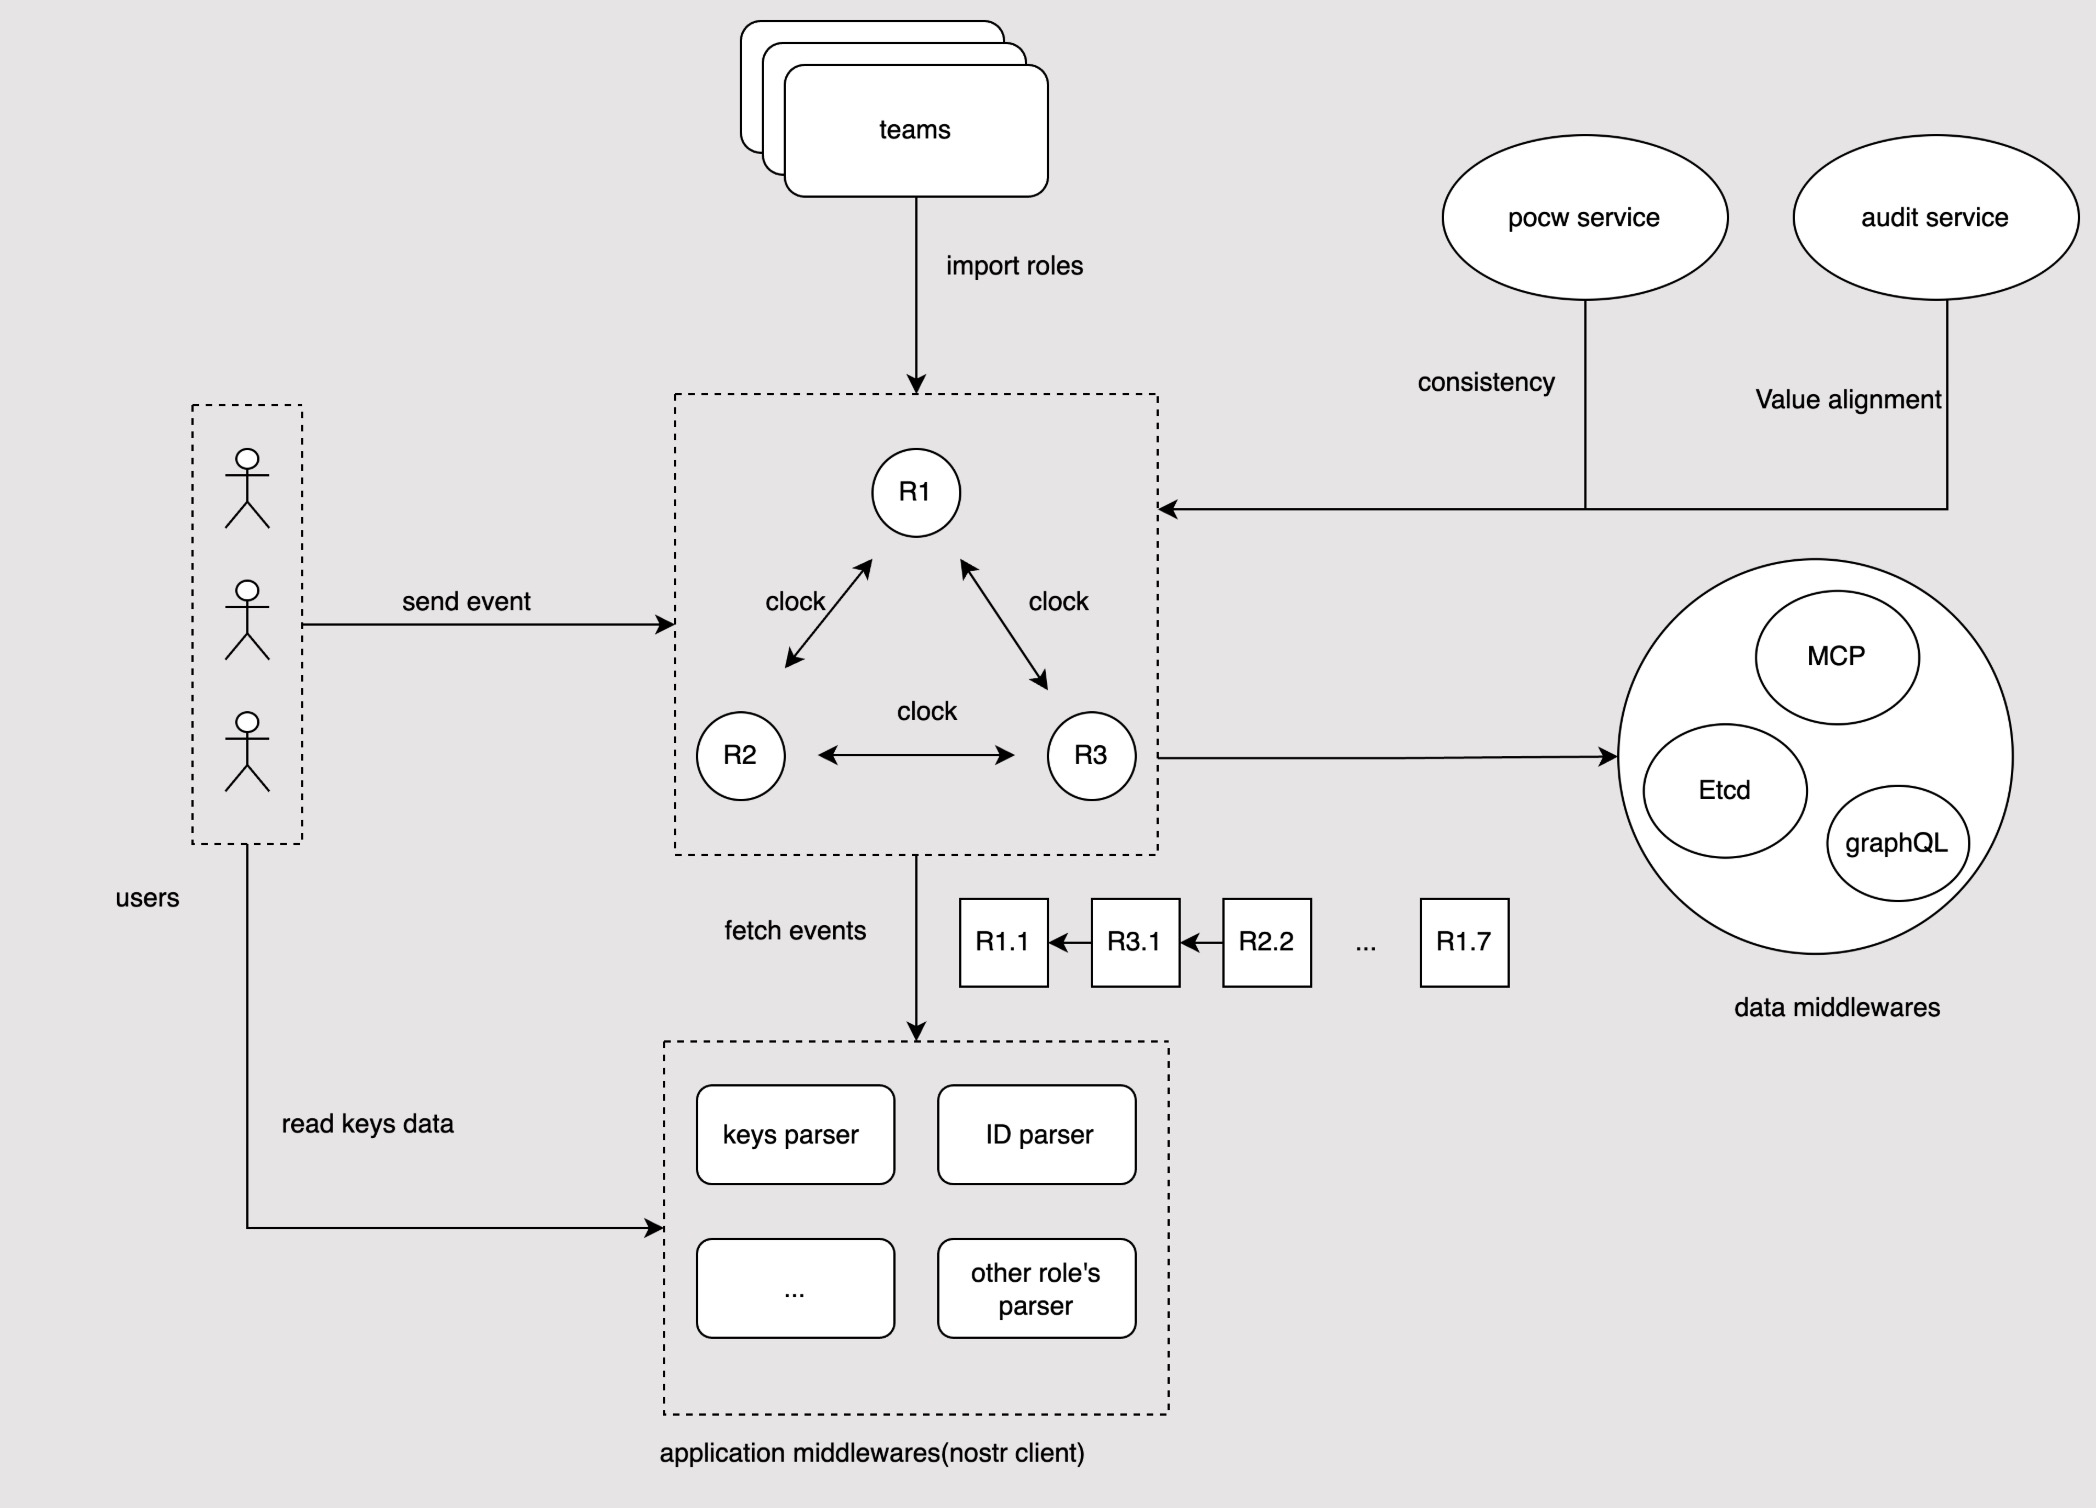 teams
import roles
pocw service
audit service
consistency
Value alignment
R1
clock
clock
send event
clock
R2
R3
MCP
Etcd
graphQL
data middlewares
users
fetch events
R1.1
R3.1
R2.2
...
R1.7
read keys data
keys parser
ID parser
...
other role's
parser
application middlewares(nostr client)